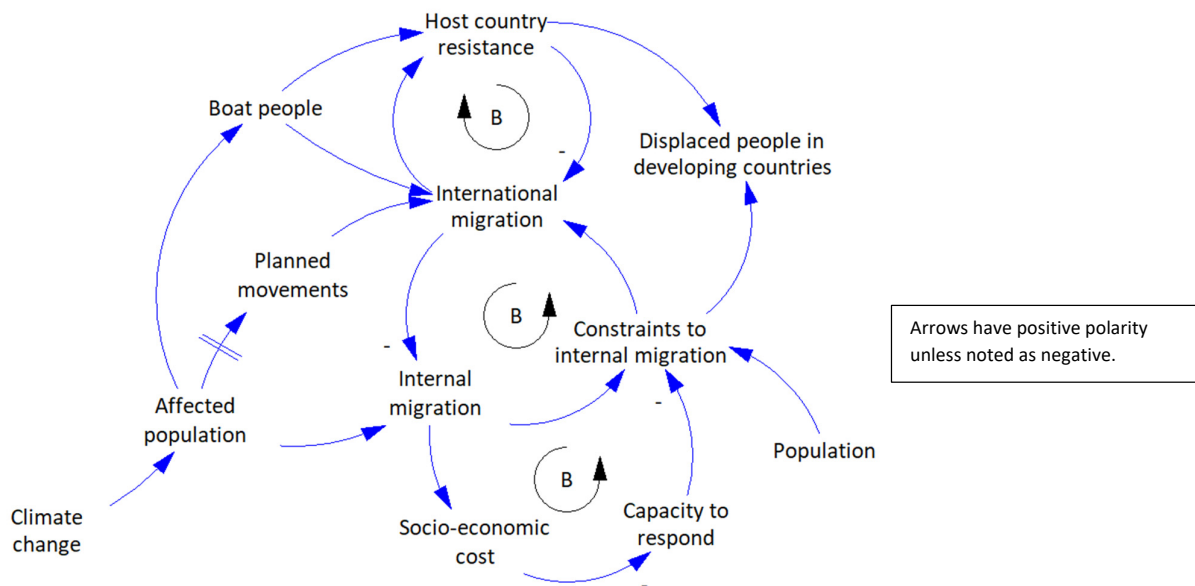 Host country
resistance
B
Boat people
-
Displaced people in
developing countries
International
migration
Planned
movements
B
Constraints to
internal migration
Arrows have positive polarity
unless noted as negative.
-
Internal
migration
-
Affected
population
Population
B
Climate
change
Socio-economic
cost
Capacity to
respond
-